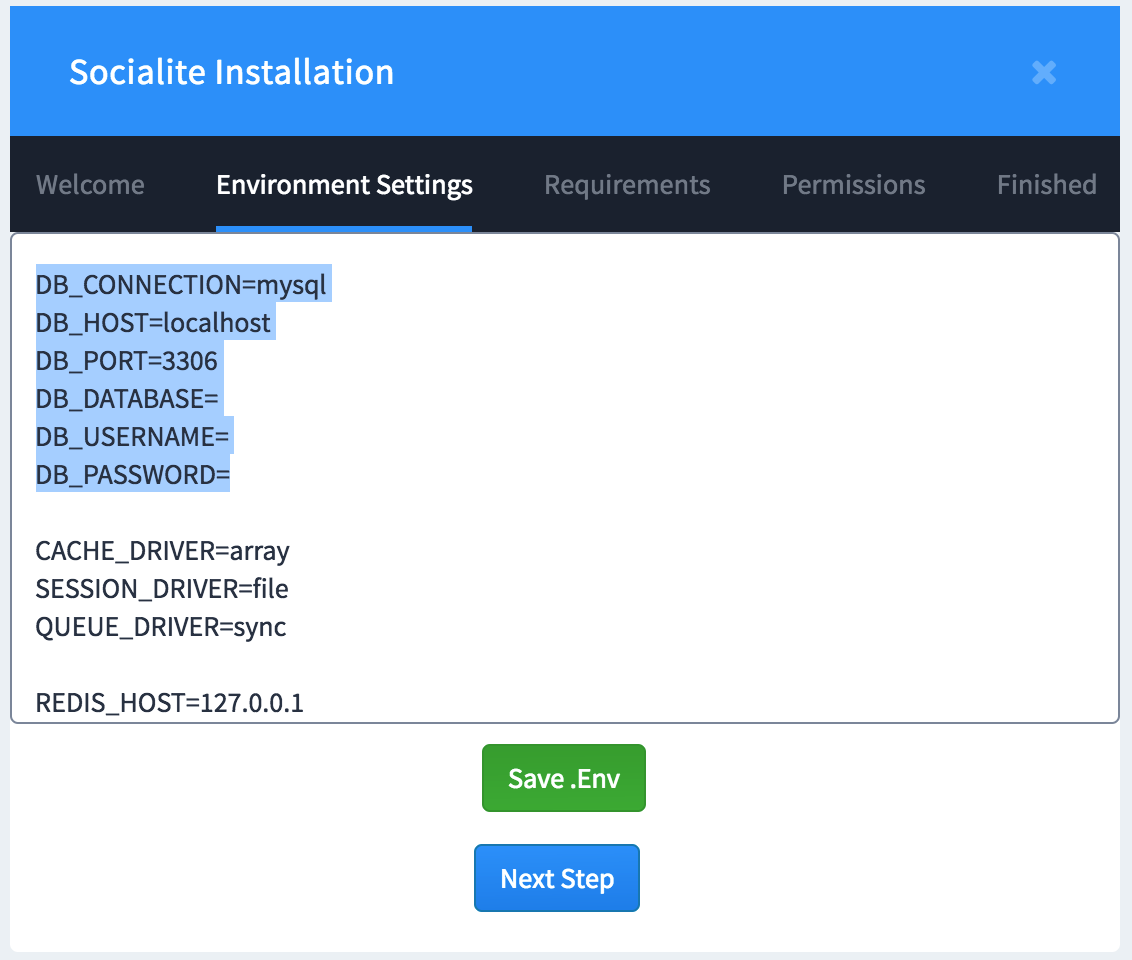 Socialite Installation
Welcome Environment Settings Requirements Permissions Finished
DB_CONNECTION=mysql
DB_HOST=localhost
DB_PORT=3306
DB_DATABASE=
DB_USERNAME=
DB_PASSWORD=
CACHE_DRIVER=array
SESSION_DRIVER=file
QUEUE_DRIVER=sync
REDIS_HOST=127.0.0.1
Save .Env
Next Step